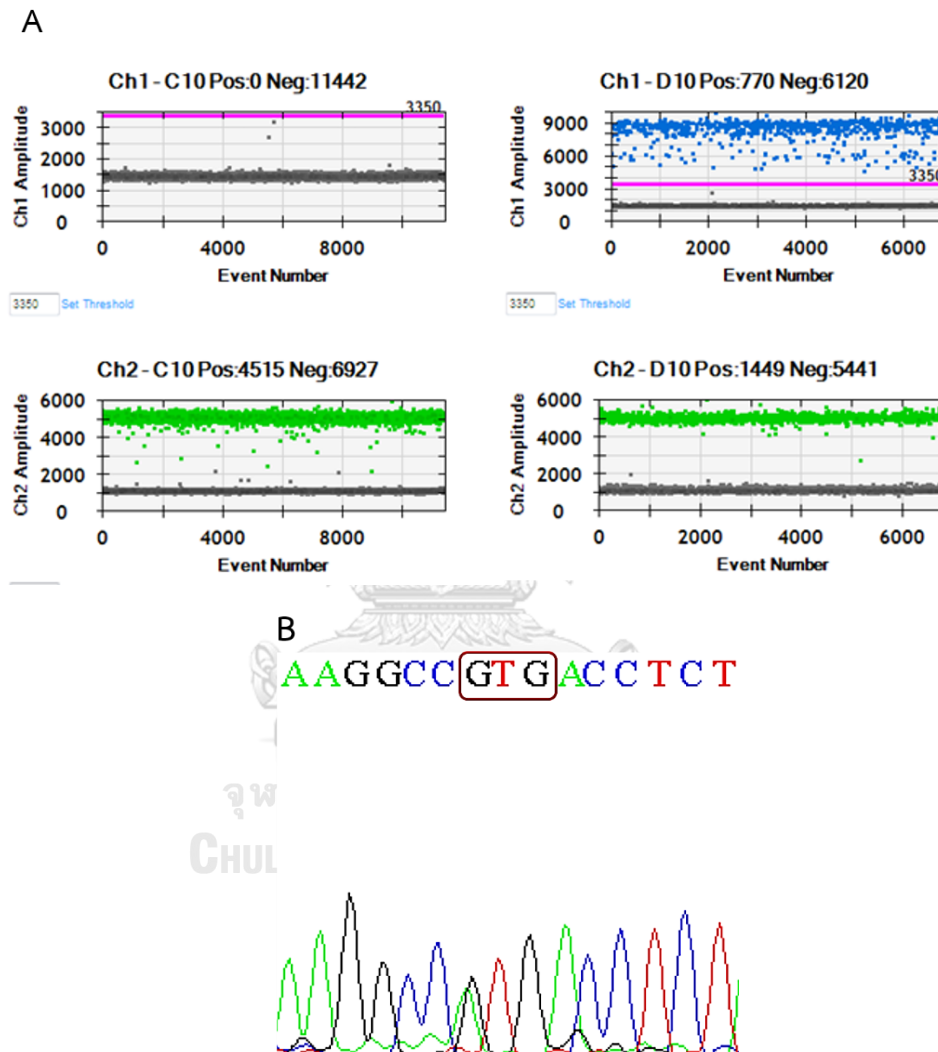 A
Ch1 - C10 Pos:0 Neg:11442
3350
Ch1 Amplitude
3000
2000
1000
0
0 4000 8000
Event Number
3350 Set Threshold
Ch1 - D10 Pos:770 Neg:6120
Ch1 Amplitude
9000
6000
3350
3000
0
0 2000 4000 6000
Event Number
3350 Set Threshold
Ch2 - C10 Pos:4515 Neg:6927
Ch2 Amplitude
6000
4000
2000
0
0 4000 8000
Event Number
Ch2 - D10 Pos:1449 Neg:5441
Ch2 Amplitude
6000
4000
2000
0
0 2000 4000 6000
Event Number
B
AAGGCCGTGACCTCT
จุฬ
CHUL